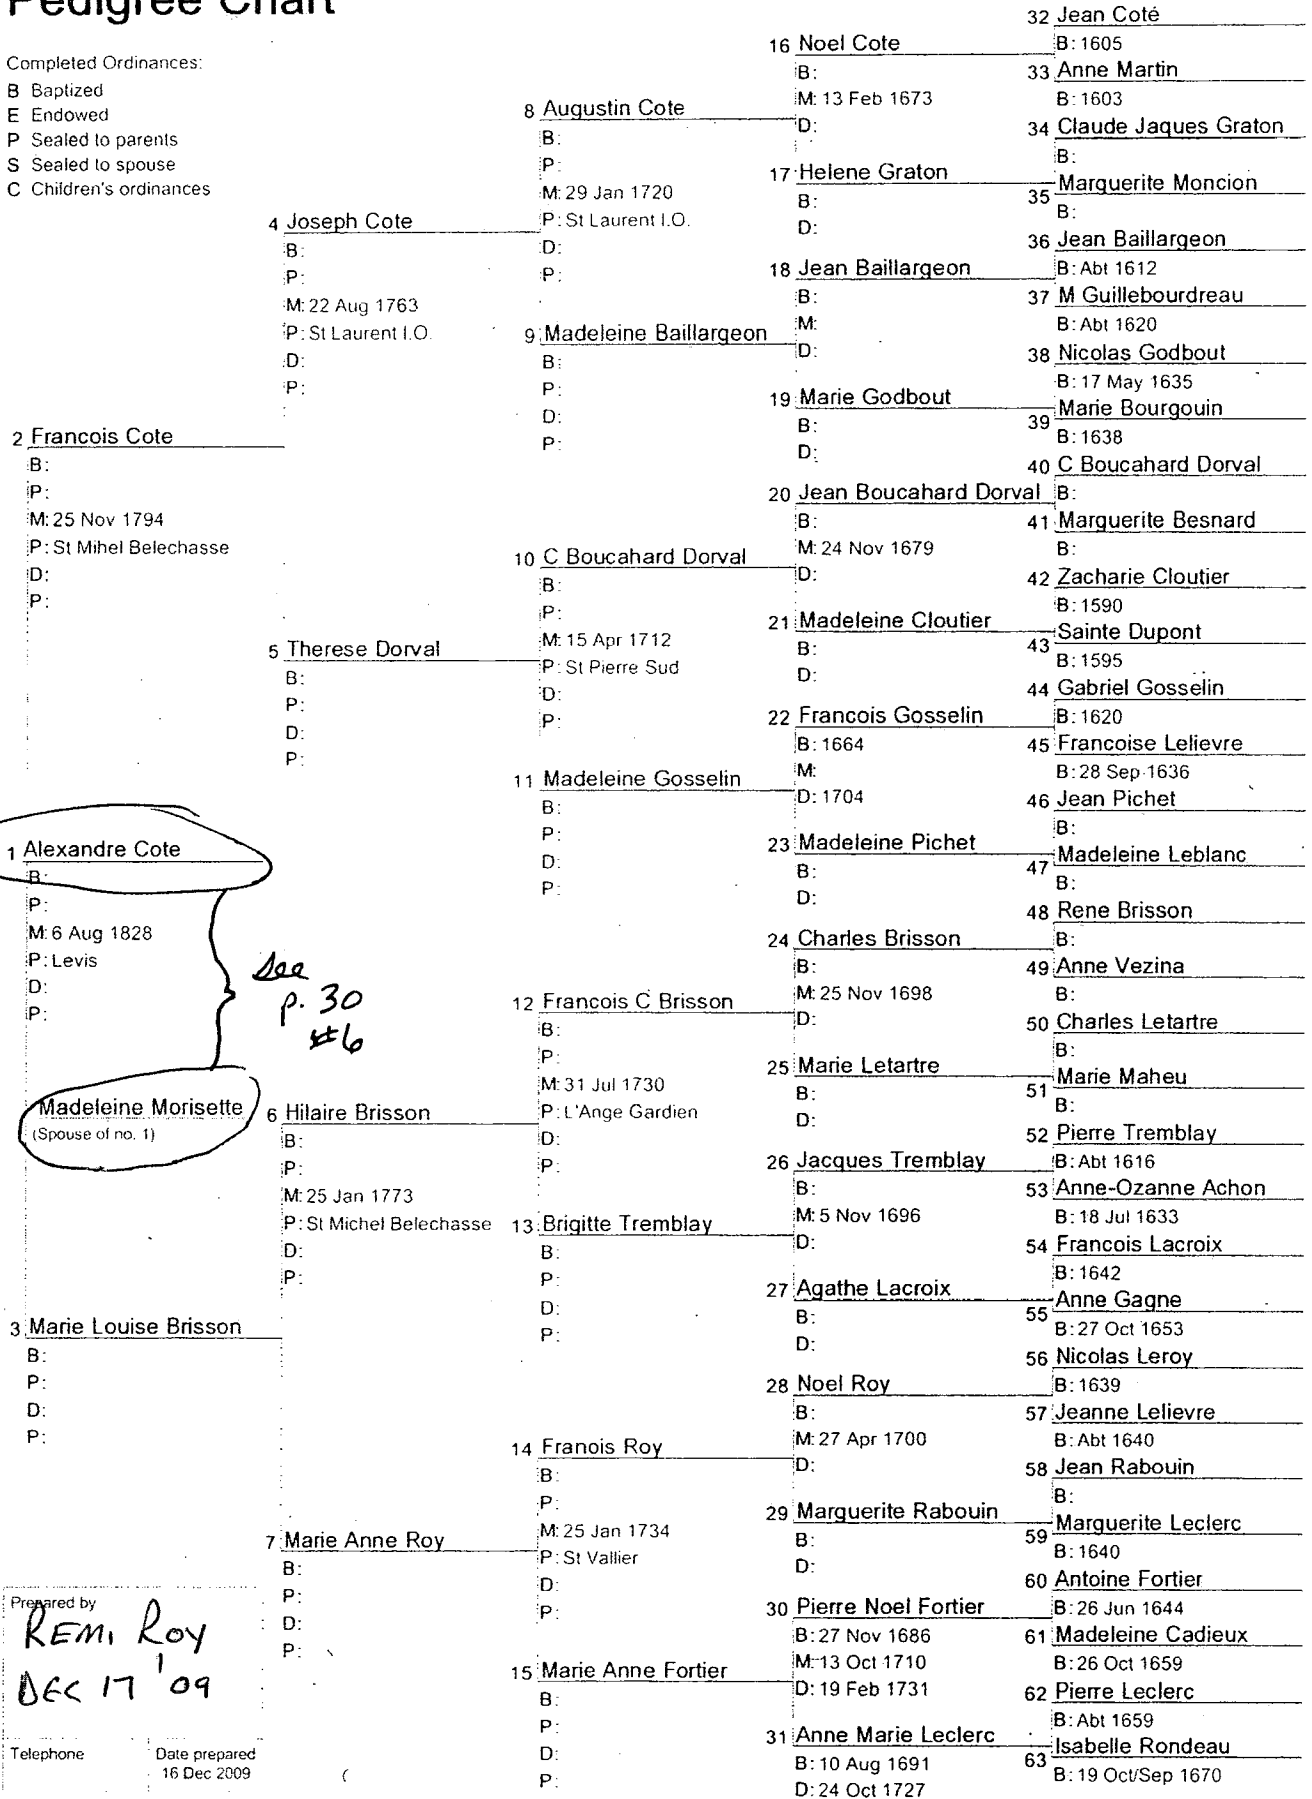 Pedigree Chart
Completed Ordinances:
B Baptized
E Endowed
P Sealed to parents
S Sealed to spouse
C Children's ordinances
1 Alexandre Cote
B:
P:
M: 6 Aug 1828
P: Levis
D:
P:
See
p. 30
#6
Madeleine Morisette
(Spouse of no. 1)
2 Francois Cote
B:
P:
M: 25 Nov 1794
P: St Mihel Belechasse
D:
P:
3 Marie Louise Brisson
B:
P:
D:
P:
4 Joseph Cote
B:
P:
M: 22 Aug 1763
P: St Laurent I.O.
D:
P:
5 Therese Dorval
B:
P:
D:
P:
6 Hilaire Brisson
B:
P:
M: 25 Jan 1773
P: St Michel Belechasse
D:
P:
7 Marie Anne Roy
B:
P:
D:
P:
8 Augustin Cote
B:
P:
M: 29 Jan 1720
P: St Laurent I.O.
D:
P:
9 Madeleine Baillargeon
B:
P:
D:
P:
10 C Boucahard Dorval
B:
P:
M: 15 Apr 1712
P: St Pierre Sud
D:
P:
11 Madeleine Gosselin
B:
P:
D:
P:
12 Francois C Brisson
B:
P:
M: 31 Jul 1730
P: L'Ange Gardien
D:
P:
13 Brigitte Tremblay
B:
P:
D:
P:
14 Franois Roy
B:
P:
M: 25 Jan 1734
P: St Vallier
D:
P:
15 Marie Anne Fortier
B:
P:
D:
P:
16 Noel Cote
B:
M: 13 Feb 1673
D:
17 Helene Graton
B:
D:
18 Jean Baillargeon
B:
M:
D:
19 Marie Godbout
B:
D:
20 Jean Boucahard Dorval
B:
M: 24 Nov 1679
D:
21 Madeleine Cloutier
B:
D:
22 Francois Gosselin
B: 1664
M:
D: 1704
23 Madeleine Pichet
B:
D:
24 Charles Brisson
B:
M: 25 Nov 1698
D:
25 Marie Letartre
B:
D:
26 Jacques Tremblay
B:
M: 5 Nov 1696
D:
27 Agathe Lacroix
B:
D:
28 Noel Roy
B:
M: 27 Apr 1700
D:
29 Marguerite Rabouin
B:
D:
30 Pierre Noel Fortier
B: 27 Nov 1686
M: 13 Oct 1710
D: 19 Feb 1731
31 Anne Marie Leclerc
B: 10 Aug 1691
D: 24 Oct 1727
32 Jean Coté
B: 1605
33 Anne Martin
B: 1603
34 Claude Jaques Graton
B:
35 Marguerite Moncion
B:
36 Jean Baillargeon
B: Abt 1612
37 M Guillebourdreau
B: Abt 1620
38 Nicolas Godbout
B: 17 May 1635
39 Marie Bourgouin
B: 1638
40 C Boucahard Dorval
B:
41 Marguerite Besnard
B:
42 Zacharie Cloutier
B: 1590
43 Sainte Dupont
B: 1595
44 Gabriel Gosselin
B: 1620
45 Francoise Lelievre
B: 28 Sep 1636
46 Jean Pichet
B:
47 Madeleine Leblanc
B:
48 Rene Brisson
B:
49 Anne Vezina
B:
50 Charles Letartre
B:
51 Marie Maheu
B:
52 Pierre Tremblay
B: Abt 1616
53 Anne-Ozanne Achon
B: 18 Jul 1633
54 Francois Lacroix
B: 1642
55 Anne Gagne
B: 27 Oct 1653
56 Nicolas Leroy
B: 1639
57 Jeanne Lelievre
B: Abt 1640
58 Jean Rabouin
B:
59 Marguerite Leclerc
B: 1640
60 Antoine Fortier
B: 26 Jun 1644
61 Madeleine Cadieux
B: 26 Oct 1659
62 Pierre Leclerc
B: Abt 1659
63 Isabelle Rondeau
B: 19 Oct/Sep 1670
Prepared by
REMI ROY
DEC 17 '09
Telephone
Date prepared
16 Dec 2009